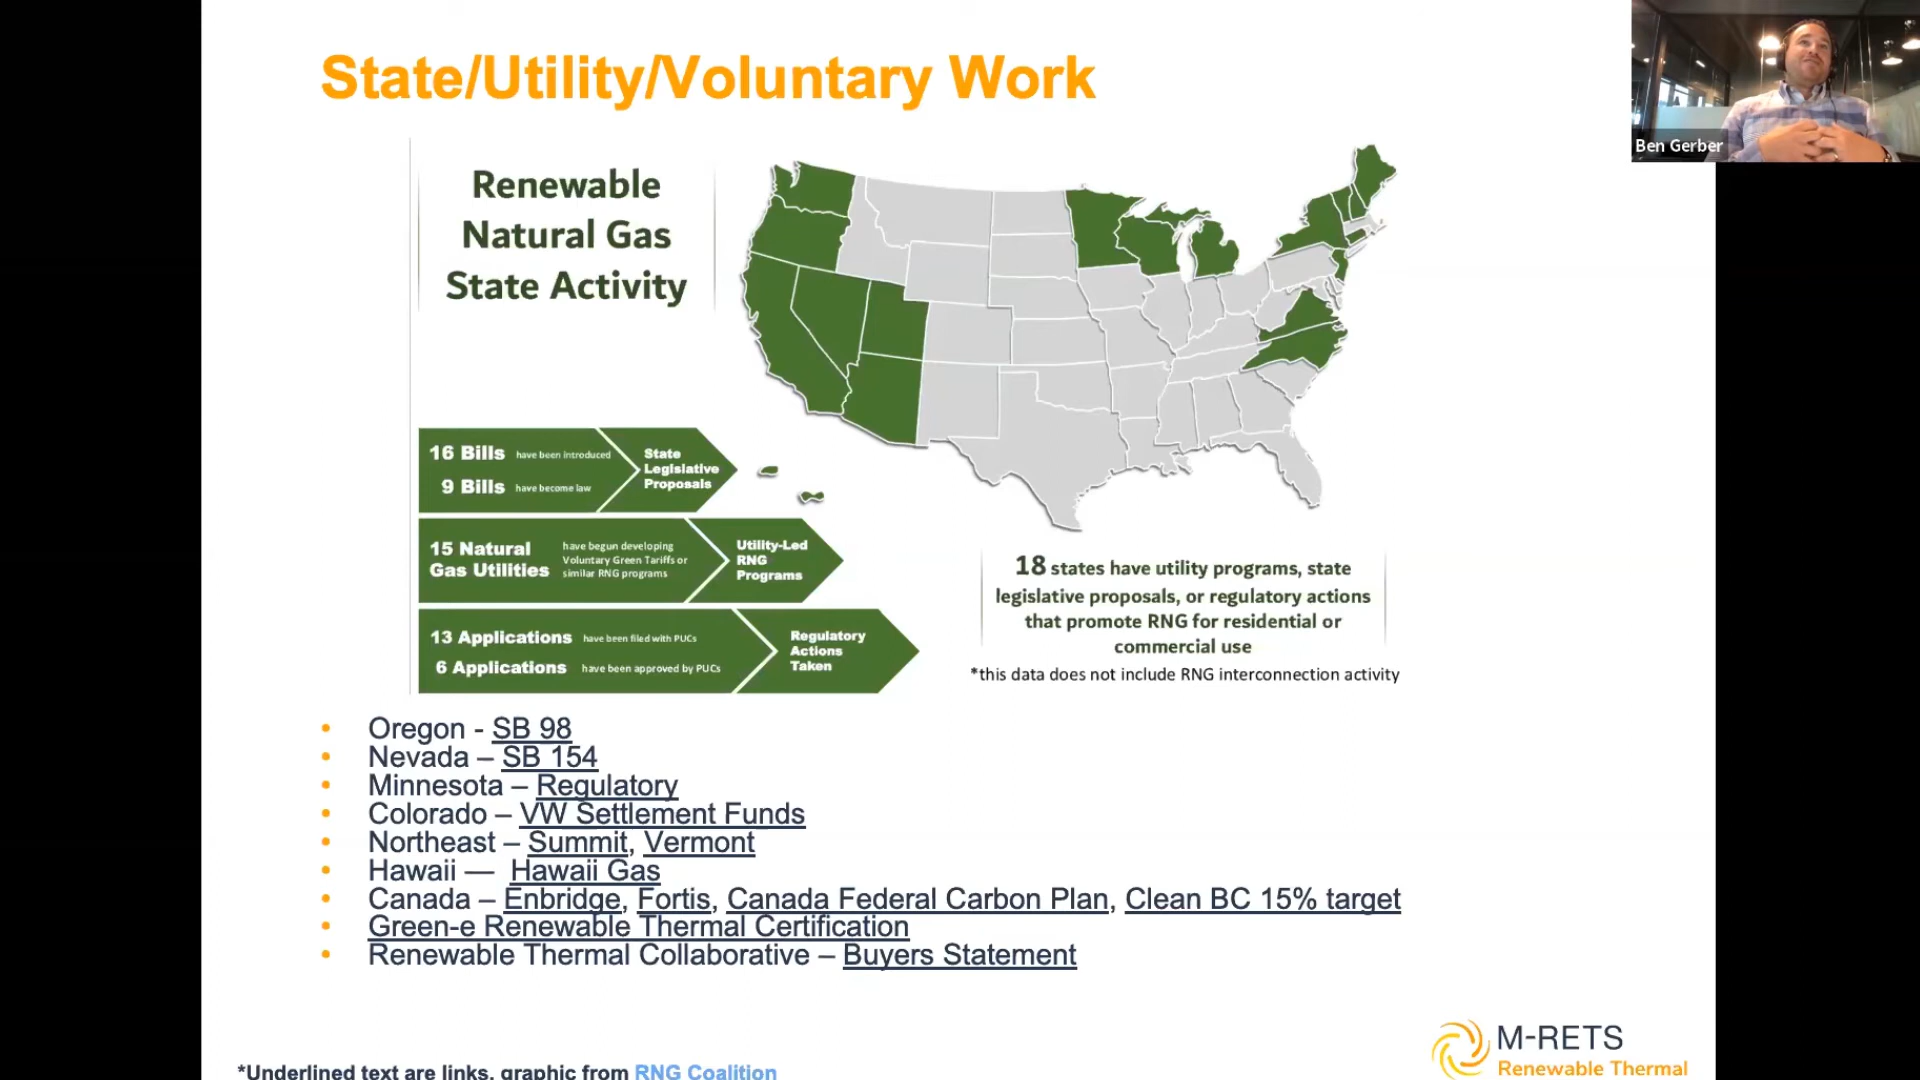 State/Utility/Voluntary Work
Ben Gerber
Renewable
Natural Gas
State Activity
16 Bills have been introduced
9 Bills have become law
State
Legislative
Proposals
15 Natural
Gas Utilities
have begun developing
Voluntary Green Tariffs or
similar RNG programs
Utility-Led
RNG
Programs
13 Applications have been filed with PUCs
6 Applications have been approved by PUCs
Regulatory
Actions
Taken
18 states have utility programs, state
legislative proposals, or regulatory actions
that promote RNG for residential or
commercial use
*this data does not include RNG interconnection activity
• Oregon - SB 98
• Nevada – SB 154
• Minnesota – Regulatory
• Colorado – VW Settlement Funds
• Northeast – Summit, Vermont
• Hawaii — Hawaii Gas
• Canada – Enbridge, Fortis, Canada Federal Carbon Plan, Clean BC 15% target
• Green-e Renewable Thermal Certification
• Renewable Thermal Collaborative – Buyers Statement
M-RETS
Renewable Thermal
*Underlined text are links, graphic from RNG Coalition